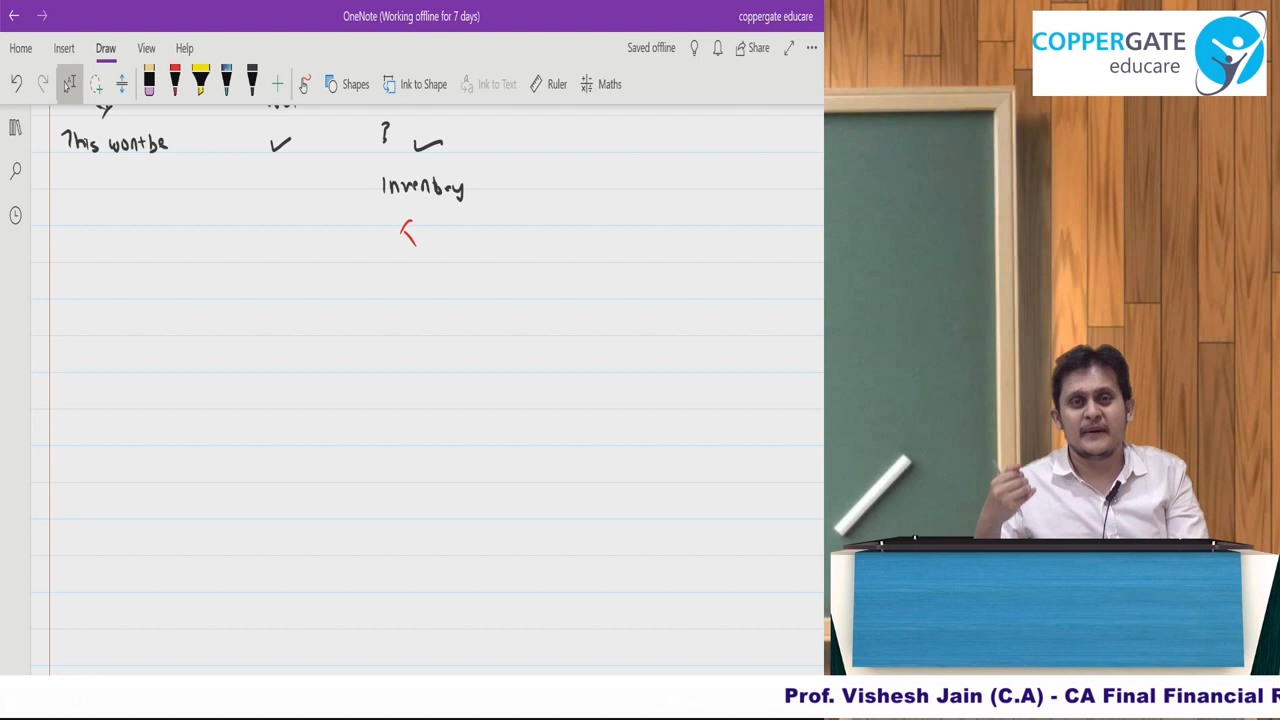 OneNote (Working offline for 7 days)
coppergate educare
Home Insert Draw View Help
Saved offline Share
Shapes Ink to Shape Ink to Text Ruler Maths
This wontbe ?
Inventory
COPPERGATE
educare
Prof. Vishesh Jain (C.A) - CA Final Financial R